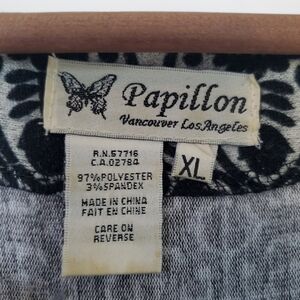 Papillon
Vancouver Los Angeles
XL
R.N.57716
C.A.02780
97%POLYESTER
3%SPANDEX
MADE IN CHINA
FAIT EN CHINE
CARE ON
REVERSE